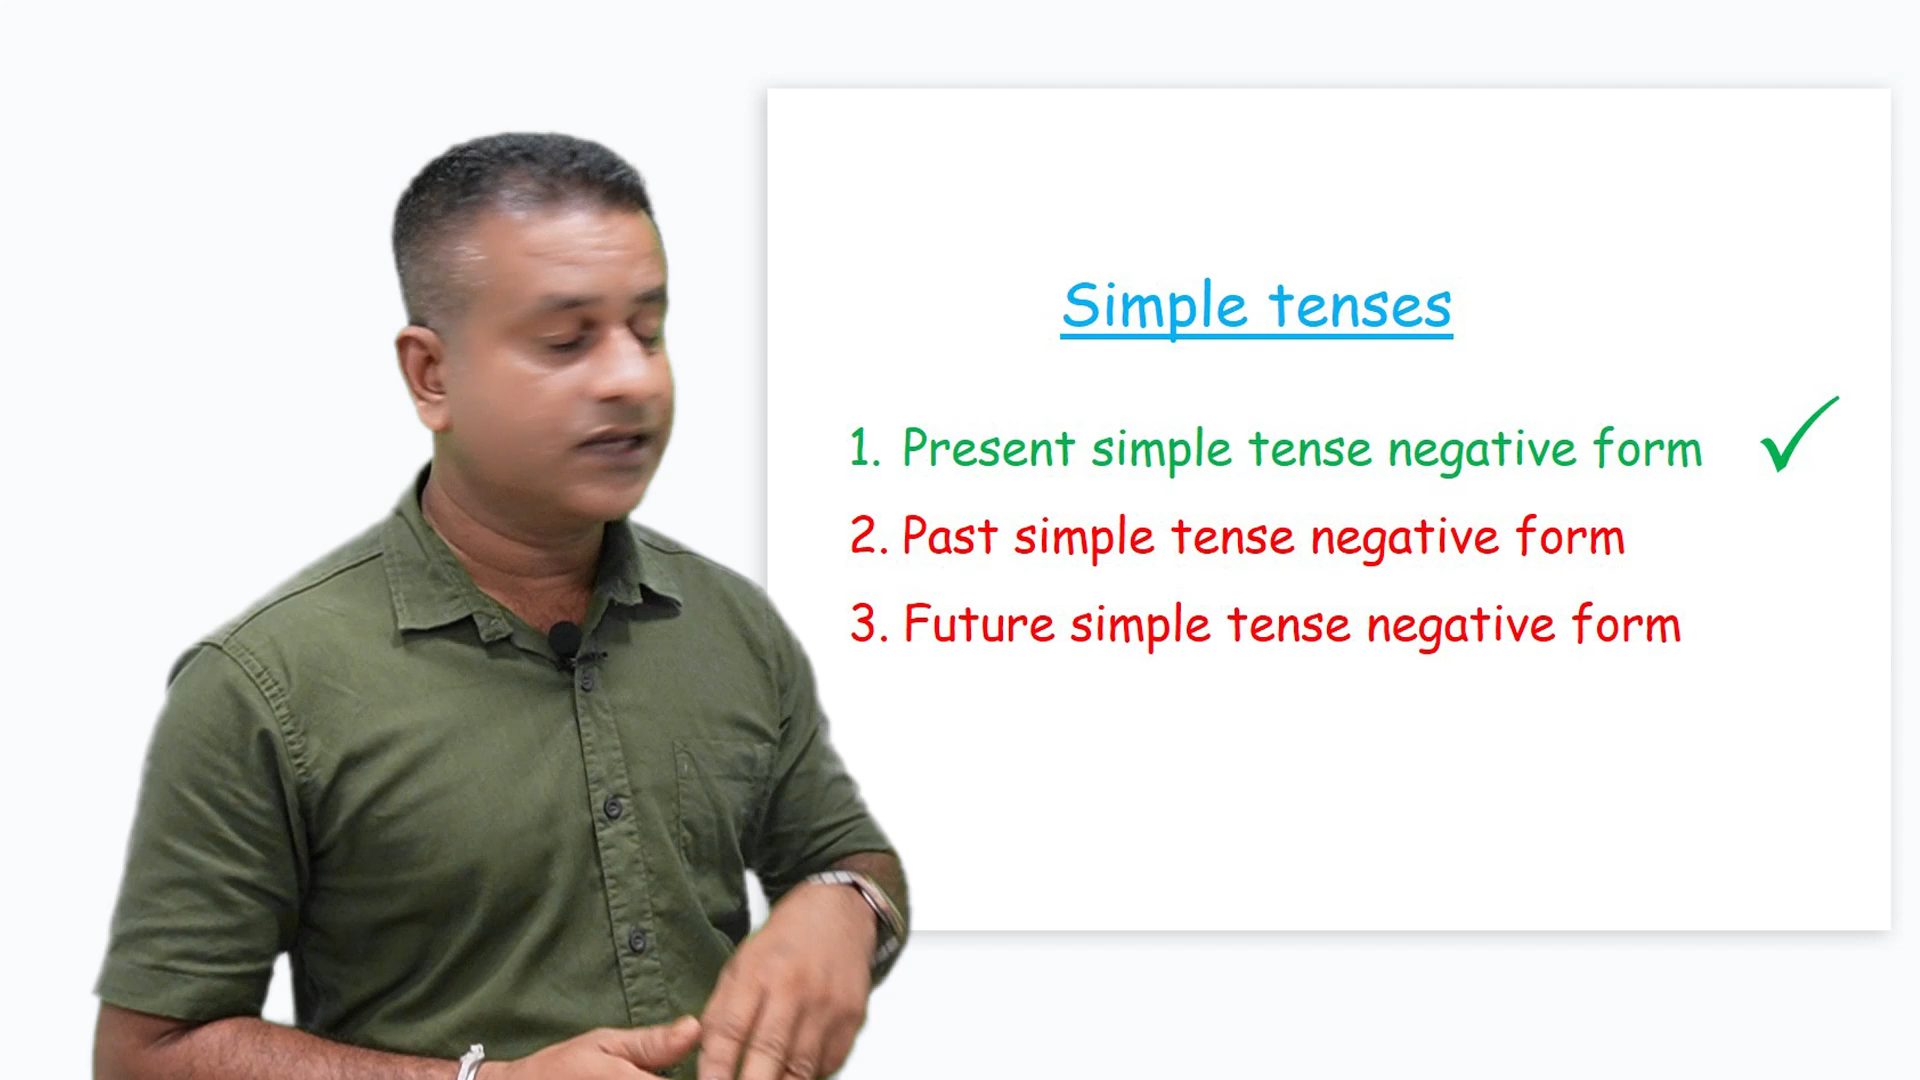 Simple tenses
1. Present simple tense negative form ✓
2. Past simple tense negative form
3. Future simple tense negative form